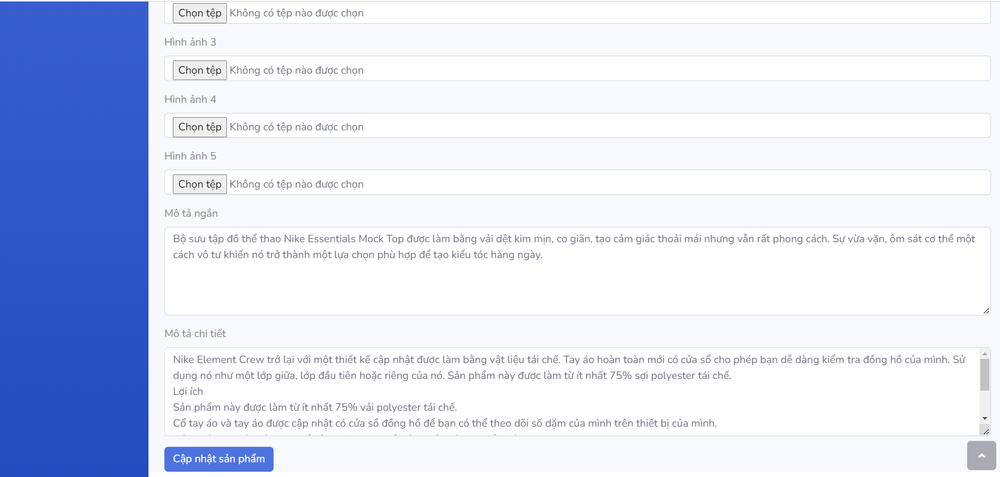 Chọn tệp Không có tệp nào được chọn
Hình ảnh 3
Chọn tệp Không có tệp nào được chọn
Hình ảnh 4
Chọn tệp Không có tệp nào được chọn
Hình ảnh 5
Chọn tệp Không có tệp nào được chọn
Mô tả ngắn
Bộ sưu tập đồ thể thao Nike Essentials Mock Top được làm bằng vải dệt kim mịn, co giãn, tạo cảm giác thoải mái nhưng vẫn rất phong cách. Sự vừa vặn, ôm sát cơ thể một
cách vô tư khiến nó trở thành một lựa chọn phù hợp để tạo kiểu tóc hàng ngày.
Mô tả chi tiết
Nike Element Crew trở lại với một thiết kế cập nhật được làm bằng vật liệu tái chế. Tay áo hoàn toàn mới có cửa sổ cho phép bạn dễ dàng kiểm tra đồng hồ của mình. Sử
dụng nó như một lớp giữa, lớp đầu tiên hoặc riêng của nó. Sản phẩm này được làm từ ít nhất 75% sợi polyester tái chế.
Lợi ích
Sản phẩm này được làm từ ít nhất 75% vải polyester tái chế.
Cổ tay áo và tay áo được cập nhật có cửa sổ đồng hồ để bạn có thể theo dõi số dặm của mình trên thiết bị của mình.
Cập nhật sản phẩm